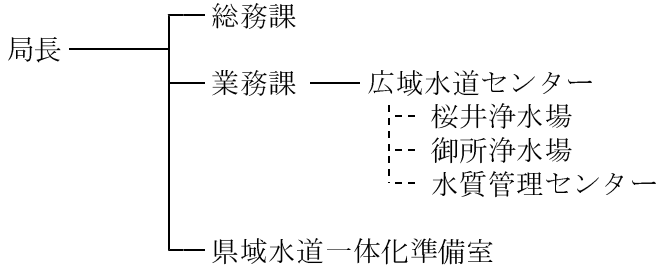 総務課
局長
業務課
広域水道センター
桜井浄水場
御所浄水場
水質管理センター
県域水道一体化準備室